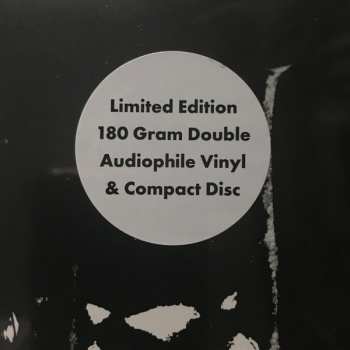 Limited Edition
180 Gram Double
Audiophile Vinyl
& Compact Disc